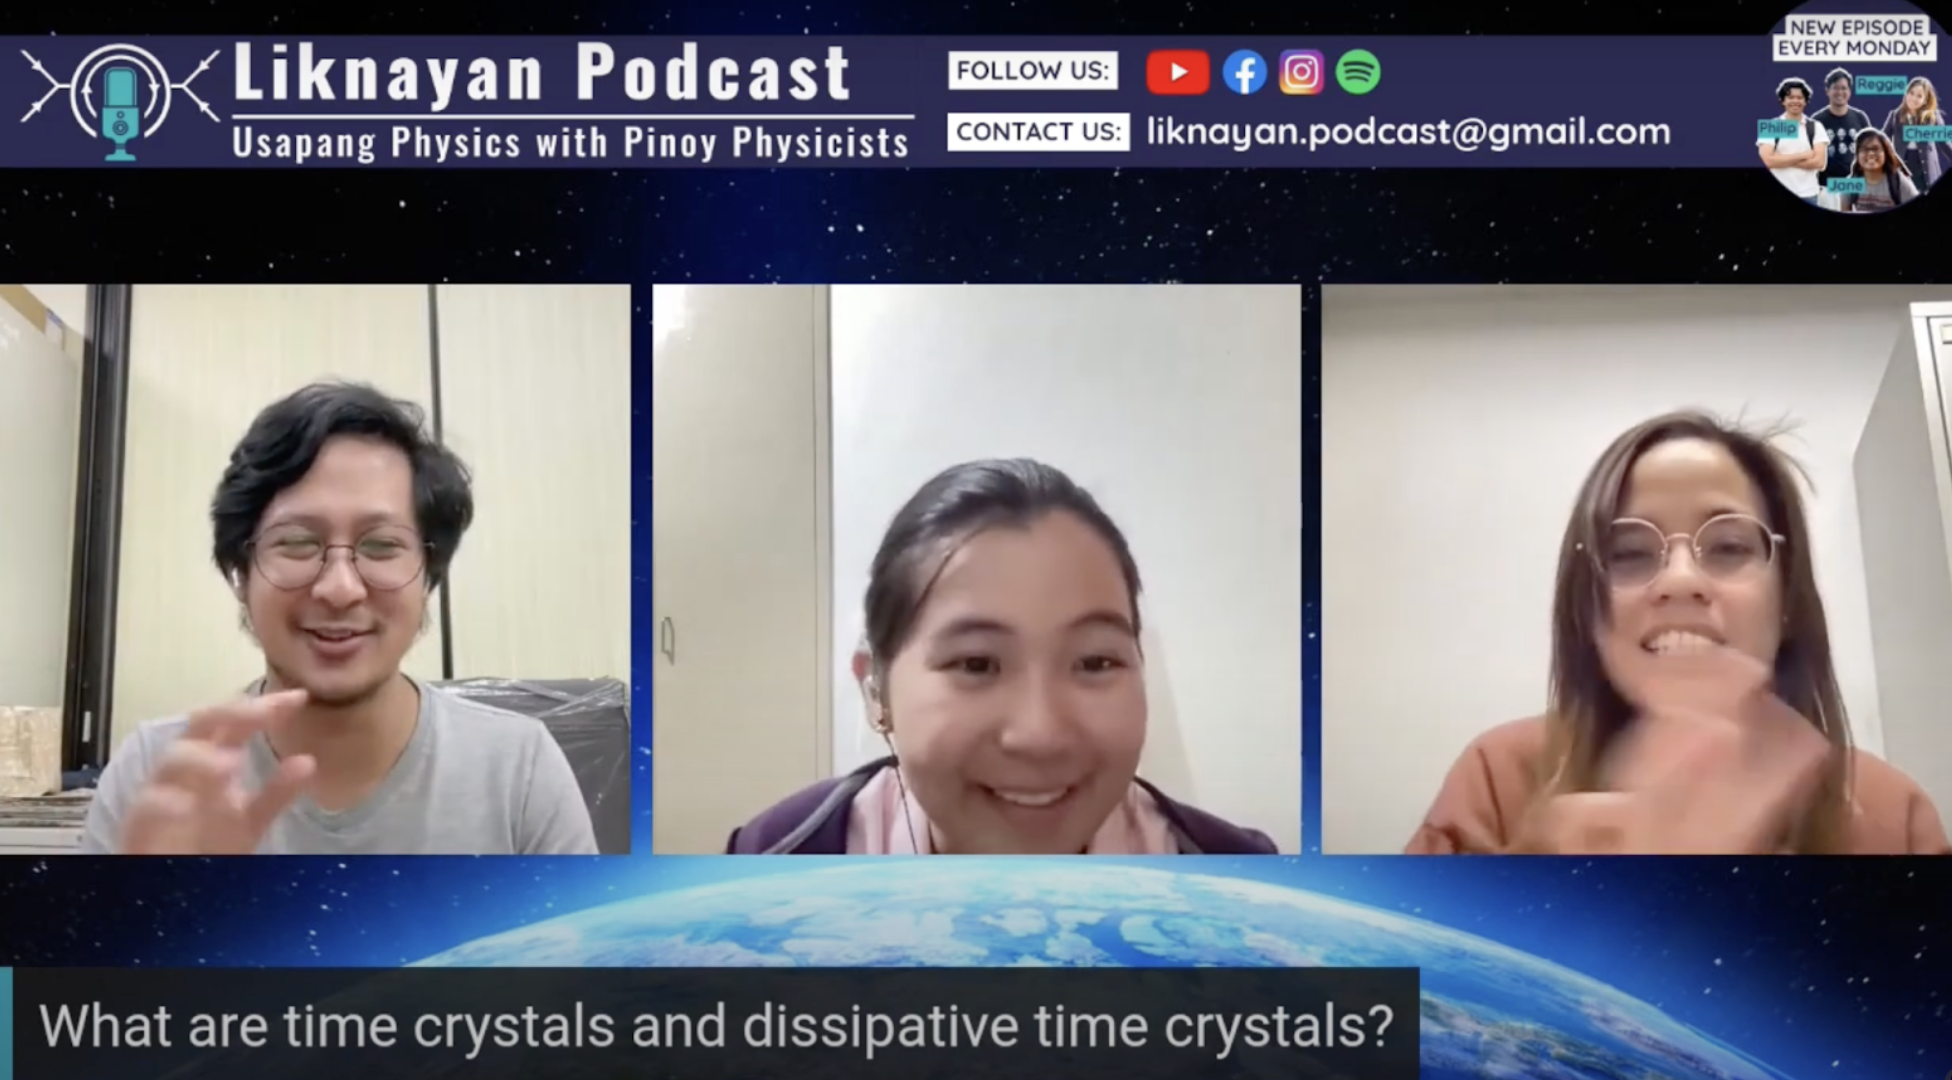 Liknayan Podcast
Usapang Physics with Pinoy Physicists
FOLLOW US:
CONTACT US: liknayan.podcast@gmail.com
NEW EPISODE
EVERY MONDAY
Reggie
Philip
Cherrie
Jane
What are time crystals and dissipative time crystals?